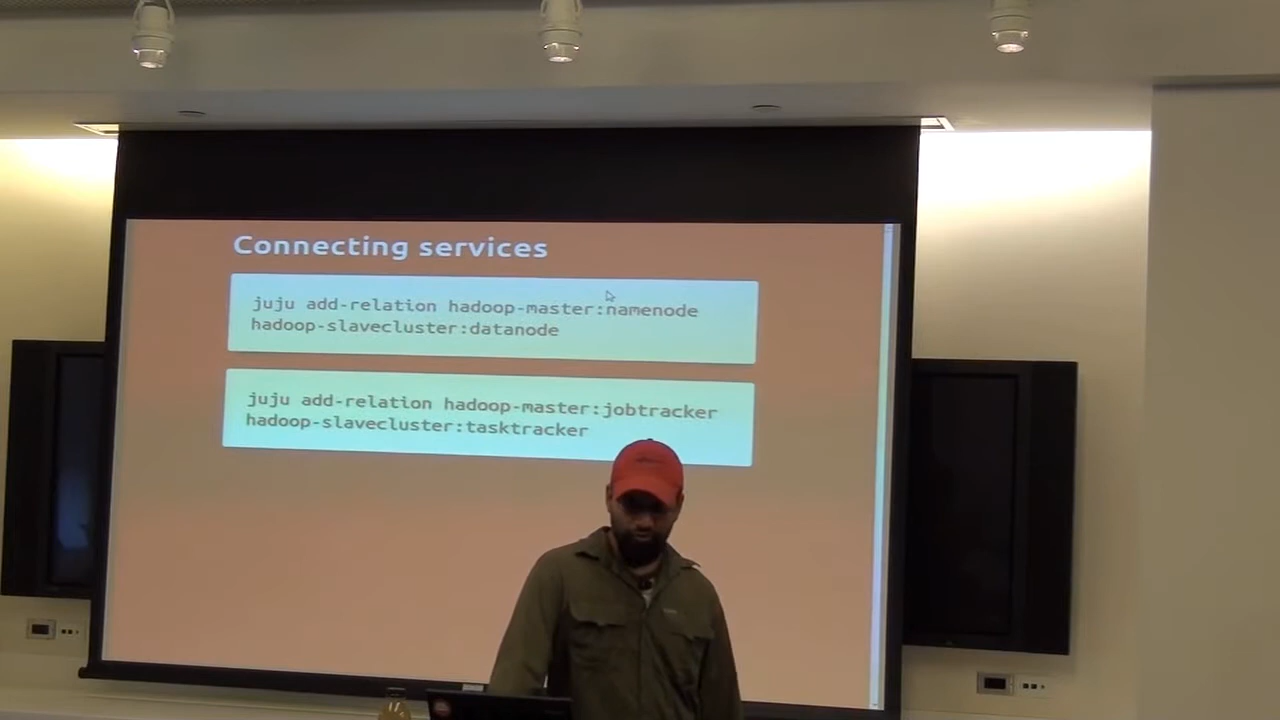 Connecting services
juju add-relation hadoop-master:namenode
hadoop-slavecluster:datanode
juju add-relation hadoop-master:jobtracker
hadoop-slavecluster:tasktracker